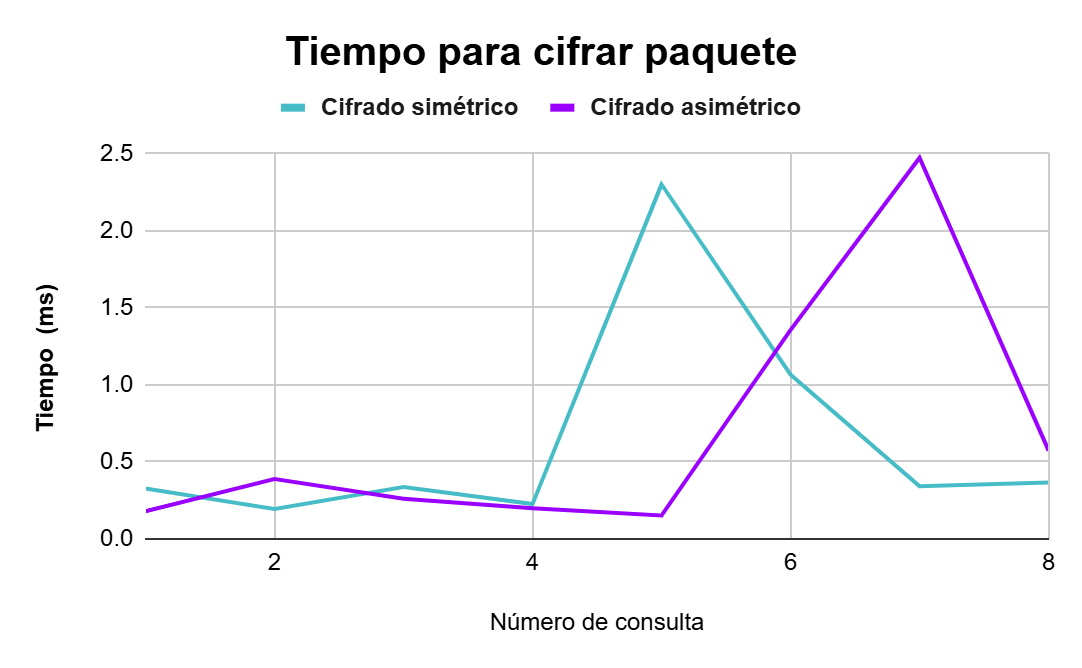 Tiempo para cifrar paquete
Cifrado simétrico Cifrado asimétrico
2.5
2.0
1.5
1.0
0.5
0.0
Tiempo (ms)
2 4 6 8
Número de consulta